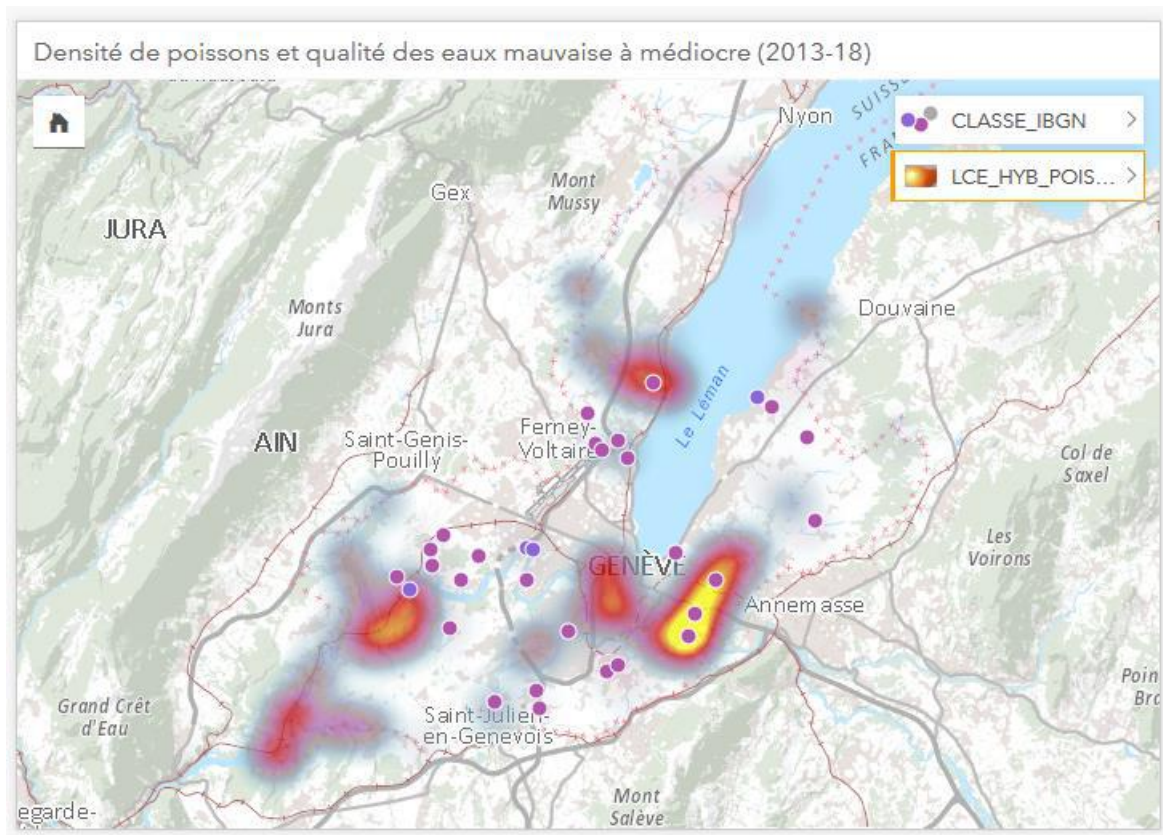 Densité de poissons et qualité des eaux mauvaise à médiocre (2013-18)
Nyon
SUISSE
CLASSE_IBGN
LCE_HYB_POIS...
Gex
Mont
Mussy
JURA
Monts
Jura
Douvaine
Le Léman
AIN
Saint-Genis-
Pouilly
Ferney-
Voltaire
Col de
Saxel
Les
Voirons
GENÈVE
Annemasse
Grand Crêt
d'Eau
Saint-Julien-
en-Genevois
Mont
Salève
egarde-